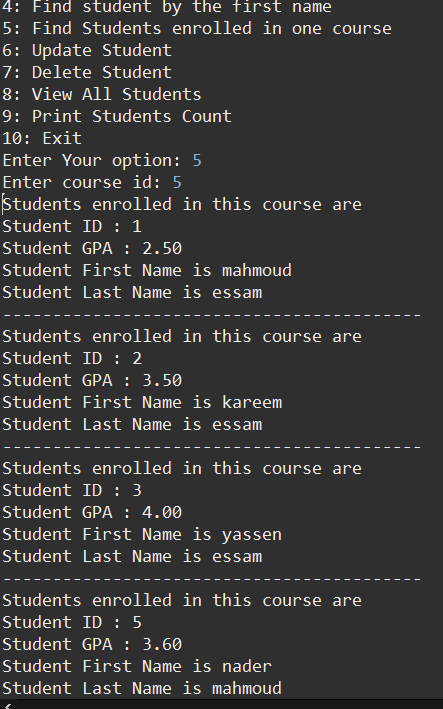 4: Find student by the first name
5: Find Students enrolled in one course
6: Update Student
7: Delete Student
8: View All Students
9: Print Students Count
10: Exit
Enter Your option: 5
Enter course id: 5
Students enrolled in this course are
Student ID : 1
Student GPA : 2.50
Student First Name is mahmoud
Student Last Name is essam
------------------------------------------
Students enrolled in this course are
Student ID : 2
Student GPA : 3.50
Student First Name is kareem
Student Last Name is essam
------------------------------------------
Students enrolled in this course are
Student ID : 3
Student GPA : 4.00
Student First Name is yassen
Student Last Name is essam
------------------------------------------
Students enrolled in this course are
Student ID : 5
Student GPA : 3.60
Student First Name is nader
Student Last Name is mahmoud